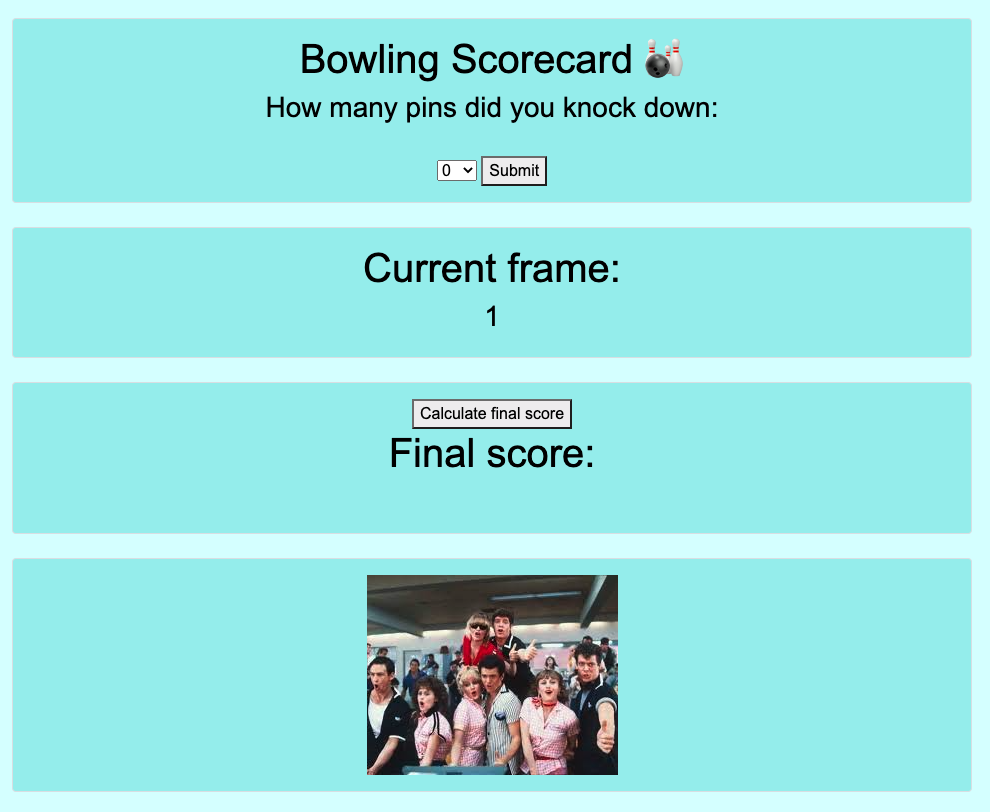 Bowling Scorecard 🎳
How many pins did you knock down:
0 Submit
Current frame:
1
Calculate final score
Final score: